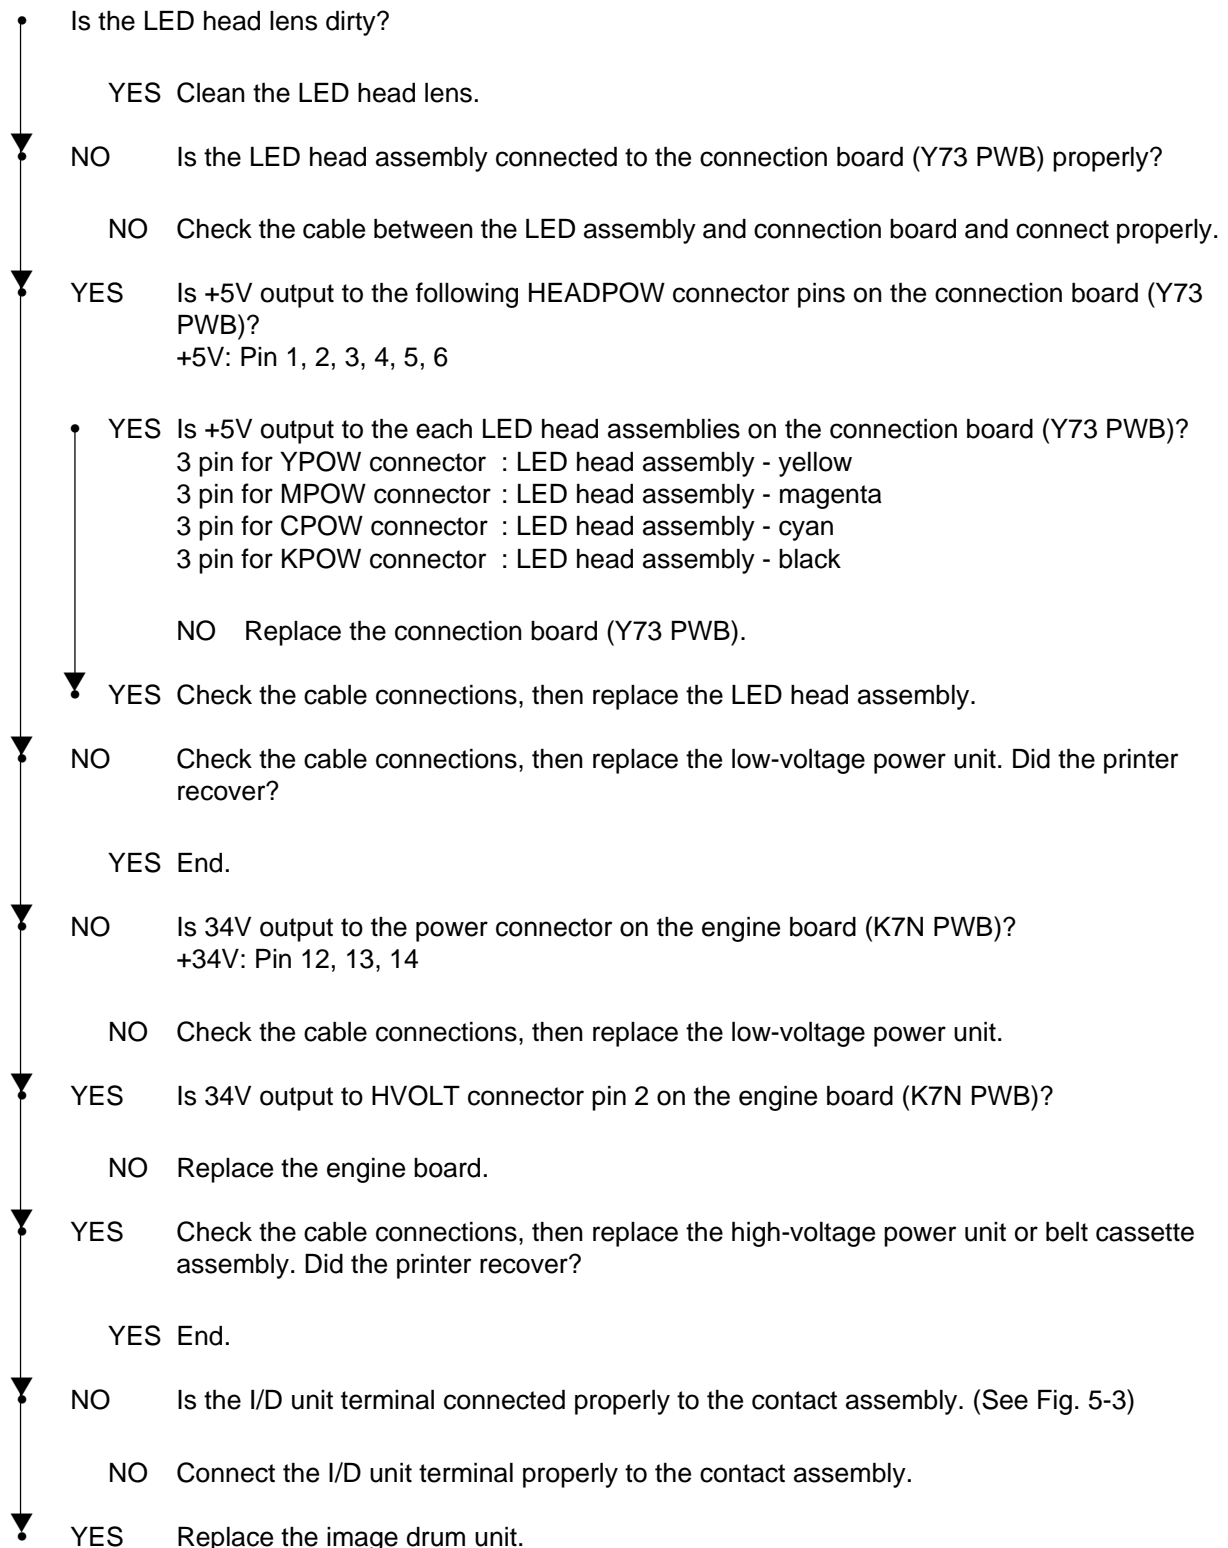 Is the LED head lens dirty?
YES Clean the LED head lens.
NO Is the LED head assembly connected to the connection board (Y73 PWB) properly?
NO Check the cable between the LED assembly and connection board and connect properly.
YES Is +5V output to the following HEADPOW connector pins on the connection board (Y73
PWB)?
+5V: Pin 1, 2, 3, 4, 5, 6
YES Is +5V output to the each LED head assemblies on the connection board (Y73 PWB)?
3 pin for YPOW connector : LED head assembly - yellow
3 pin for MPOW connector : LED head assembly - magenta
3 pin for CPOW connector : LED head assembly - cyan
3 pin for KPOW connector : LED head assembly - black
NO Replace the connection board (Y73 PWB).
YES Check the cable connections, then replace the LED head assembly.
NO Check the cable connections, then replace the low-voltage power unit. Did the printer
recover?
YES End.
NO Is 34V output to the power connector on the engine board (K7N PWB)?
+34V: Pin 12, 13, 14
NO Check the cable connections, then replace the low-voltage power unit.
YES Is 34V output to HVOLT connector pin 2 on the engine board (K7N PWB)?
NO Replace the engine board.
YES Check the cable connections, then replace the high-voltage power unit or belt cassette
assembly. Did the printer recover?
YES End.
NO Is the I/D unit terminal connected properly to the contact assembly. (See Fig. 5-3)
NO Connect the I/D unit terminal properly to the contact assembly.
YES Replace the image drum unit.